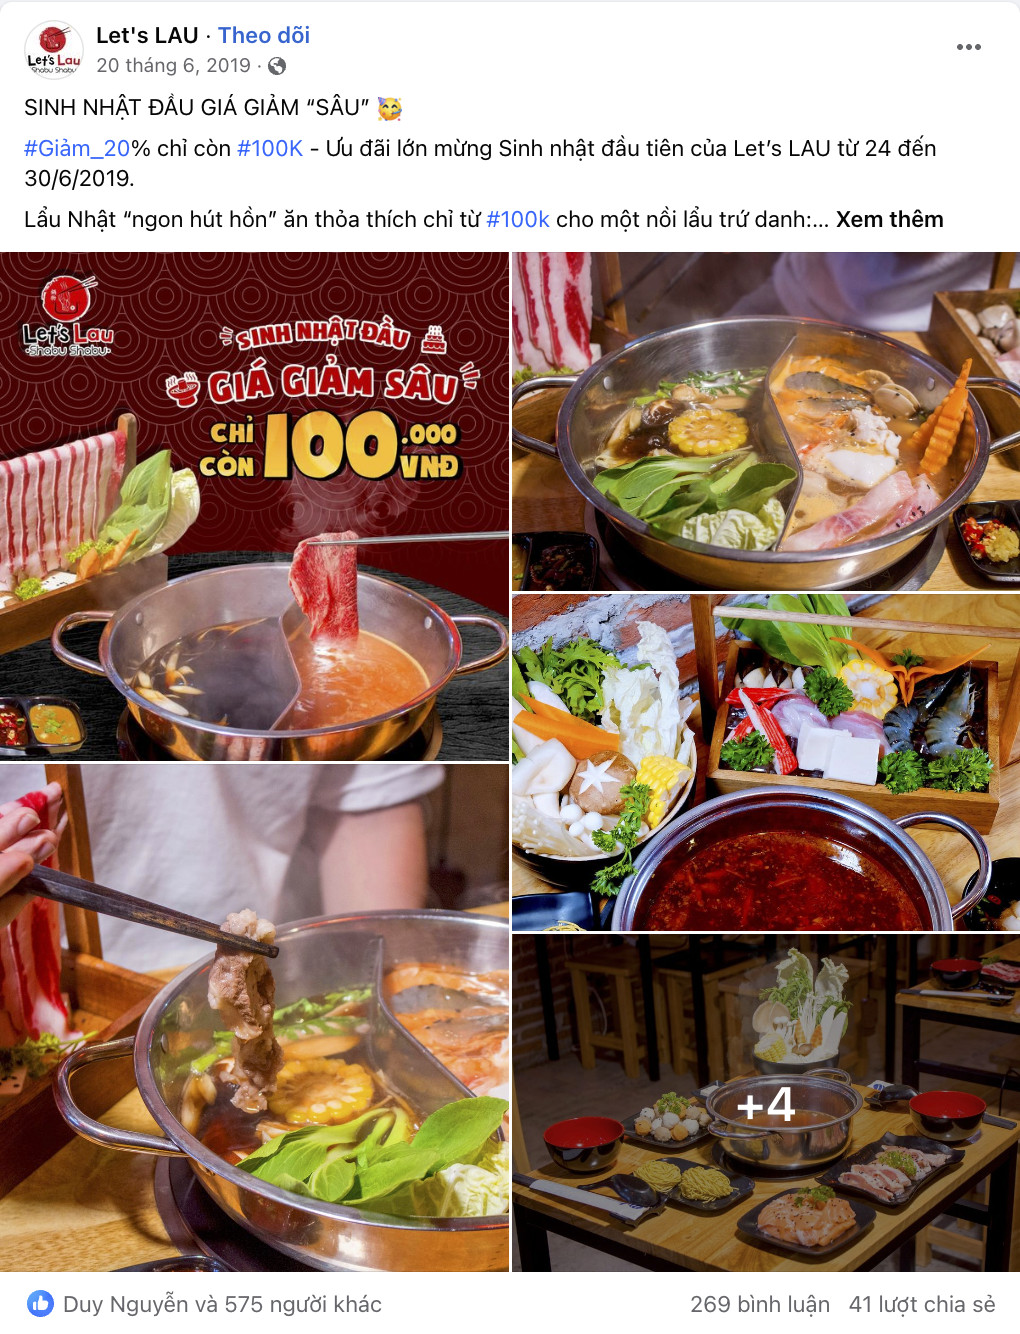 Let's LAU · Theo dõi
20 tháng 6, 2019 ·
SINH NHẬT ĐẦU GIÁ GIẢM “SÂU” 🥳
#Giảm_20% chỉ còn #100K - Ưu đãi lớn mừng Sinh nhật đầu tiên của Let’s LAU từ 24 đến
30/6/2019.
Lẩu Nhật “ngon hút hồn” ăn thỏa thích chỉ từ #100k cho một nồi lẩu trứ danh:... Xem thêm
Let's Lau
Shabu Shabu
Let's Lau
•Shabu Shabu•
SINH NHẬT ĐẦU
GIÁ GIẢM SÂU
CHỈ
CÒN 100.000
VNĐ
+4
Duy Nguyễn và 575 người khác
269 bình luận 41 lượt chia sẻ